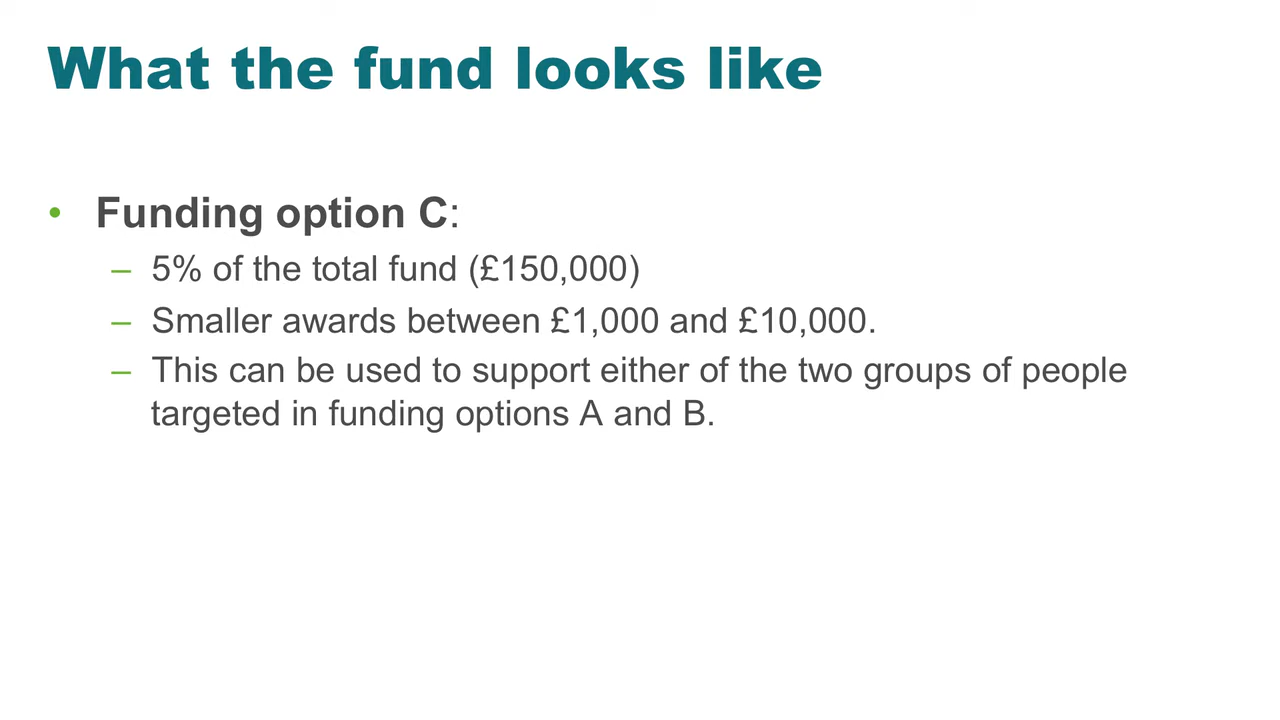 What the fund looks like
• Funding option C:
– 5% of the total fund (£150,000)
– Smaller awards between £1,000 and £10,000.
– This can be used to support either of the two groups of people
targeted in funding options A and B.